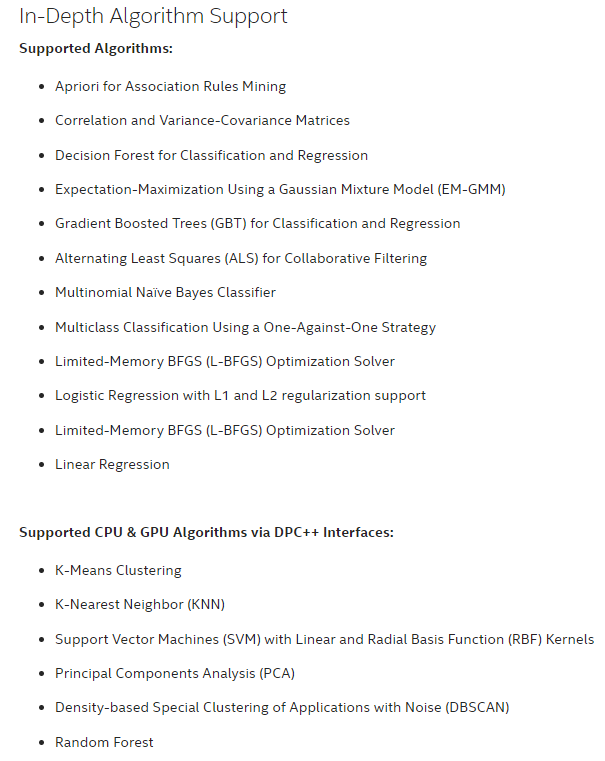 In-Depth Algorithm Support
Supported Algorithms:
• Apriori for Association Rules Mining
• Correlation and Variance-Covariance Matrices
• Decision Forest for Classification and Regression
• Expectation-Maximization Using a Gaussian Mixture Model (EM-GMM)
• Gradient Boosted Trees (GBT) for Classification and Regression
• Alternating Least Squares (ALS) for Collaborative Filtering
• Multinomial Naïve Bayes Classifier
• Multiclass Classification Using a One-Against-One Strategy
• Limited-Memory BFGS (L-BFGS) Optimization Solver
• Logistic Regression with L1 and L2 regularization support
• Limited-Memory BFGS (L-BFGS) Optimization Solver
• Linear Regression
Supported CPU & GPU Algorithms via DPC++ Interfaces:
• K-Means Clustering
• K-Nearest Neighbor (KNN)
• Support Vector Machines (SVM) with Linear and Radial Basis Function (RBF) Kernels
• Principal Components Analysis (PCA)
• Density-based Special Clustering of Applications with Noise (DBSCAN)
• Random Forest